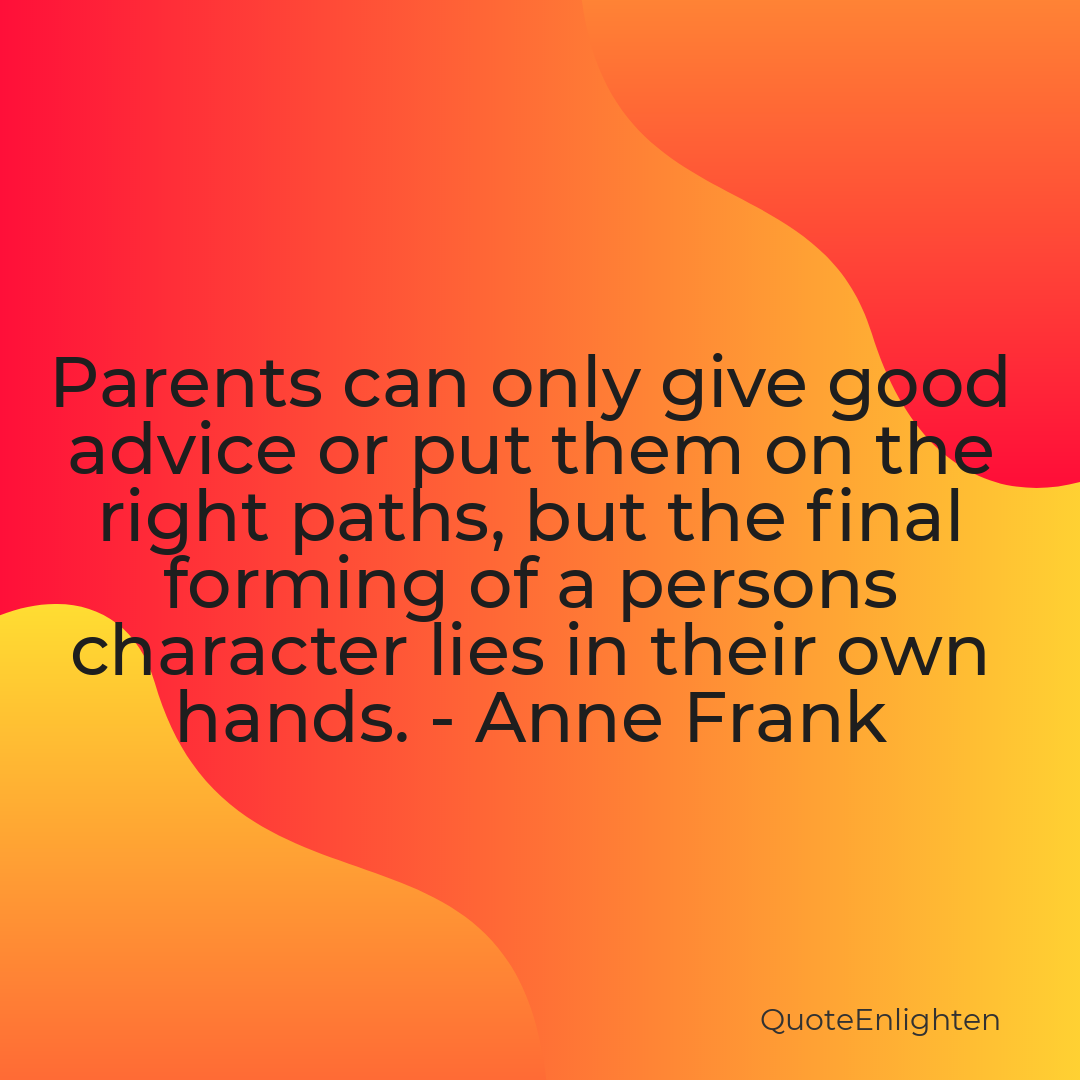 Parents can only give good
advice or put them on the
right paths, but the final
forming of a persons
character lies in their own
hands. - Anne Frank
QuoteEnlighten